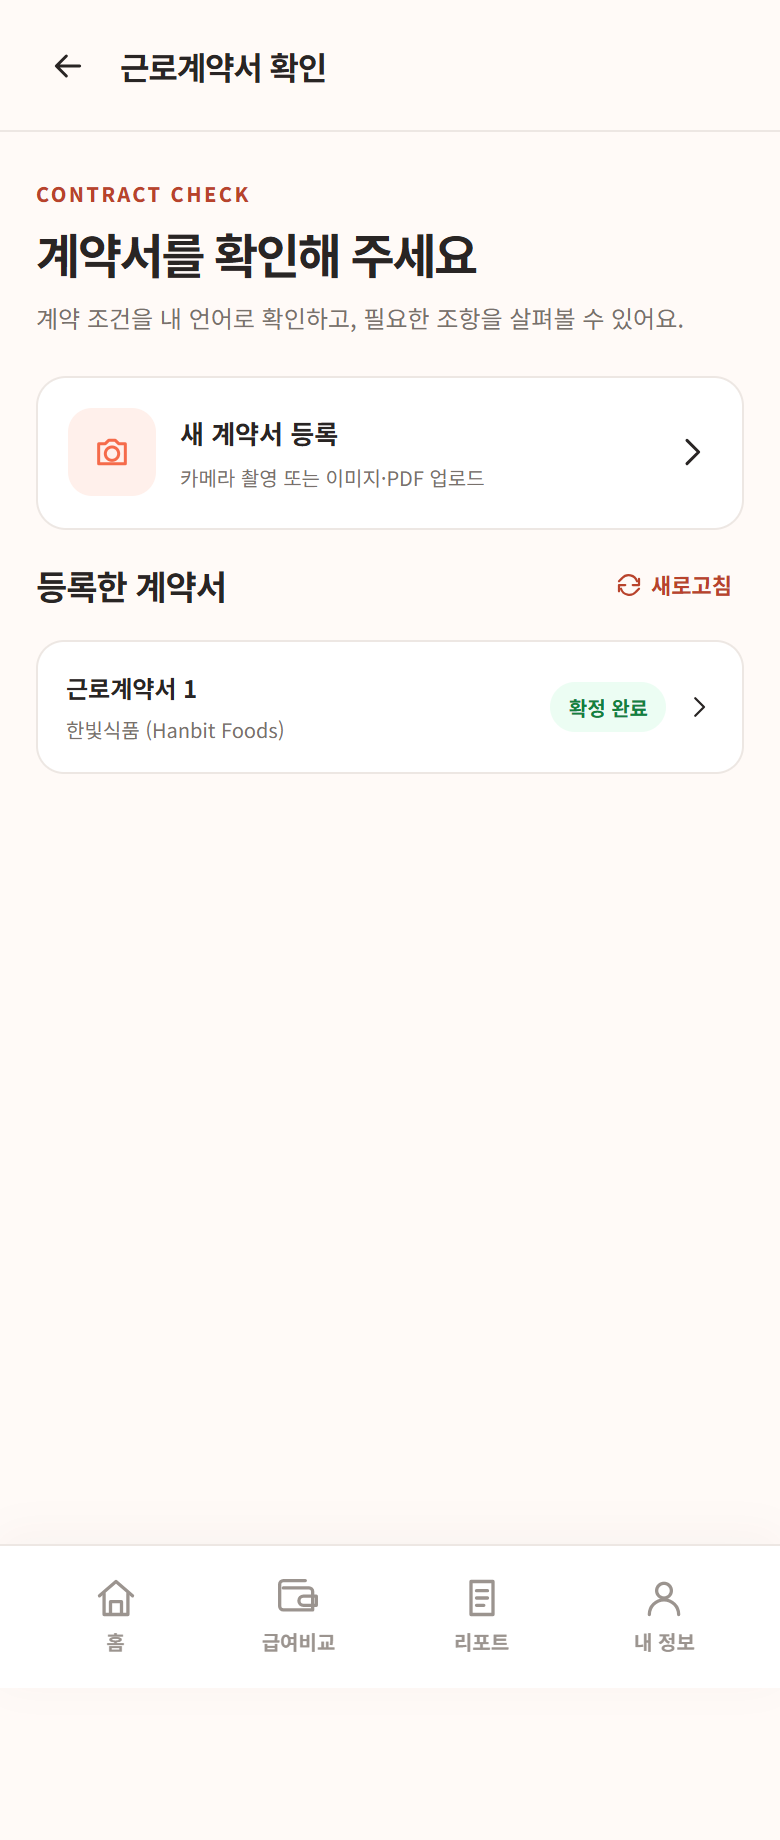 근로계약서 확인
CONTRACT CHECK
계약서를 확인해 주세요
계약 조건을 내 언어로 확인하고, 필요한 조항을 살펴볼 수 있어요.
새 계약서 등록
카메라 촬영 또는 이미지·PDF 업로드
등록한 계약서
새로고침
근로계약서 1
한빛식품 (Hanbit Foods)
확정 완료
홈
급여비교
리포트
내 정보